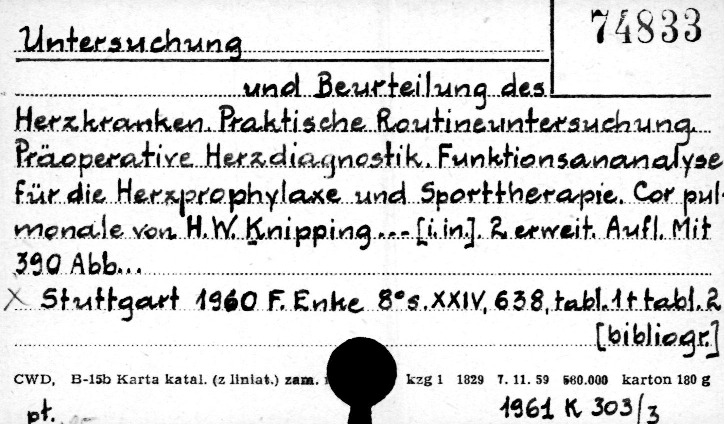 74833
Untersuchung
und Beurteilung des
Herzkranken. Praktische Routineuntersuchung.
Präoperative Herzdiagnostik. Funktionsananalyse
für die Herzprophylaxe und Sporttherapie. Cor pul-
monale von H.W. Knipping... [i.in.]. 2 erweit. Aufl. Mit
390 Abb...
X Stuttgart 1960 F. Enke 8° s. XXIV, 638, tabl. 1 + tabl. 2
[bibliogr.]
CWD, B-15b Karta katal. (z liniat.) zam. kzg 1 1829 7. 11. 59 560.000 karton 180 g
pt. 1961 K 303/3